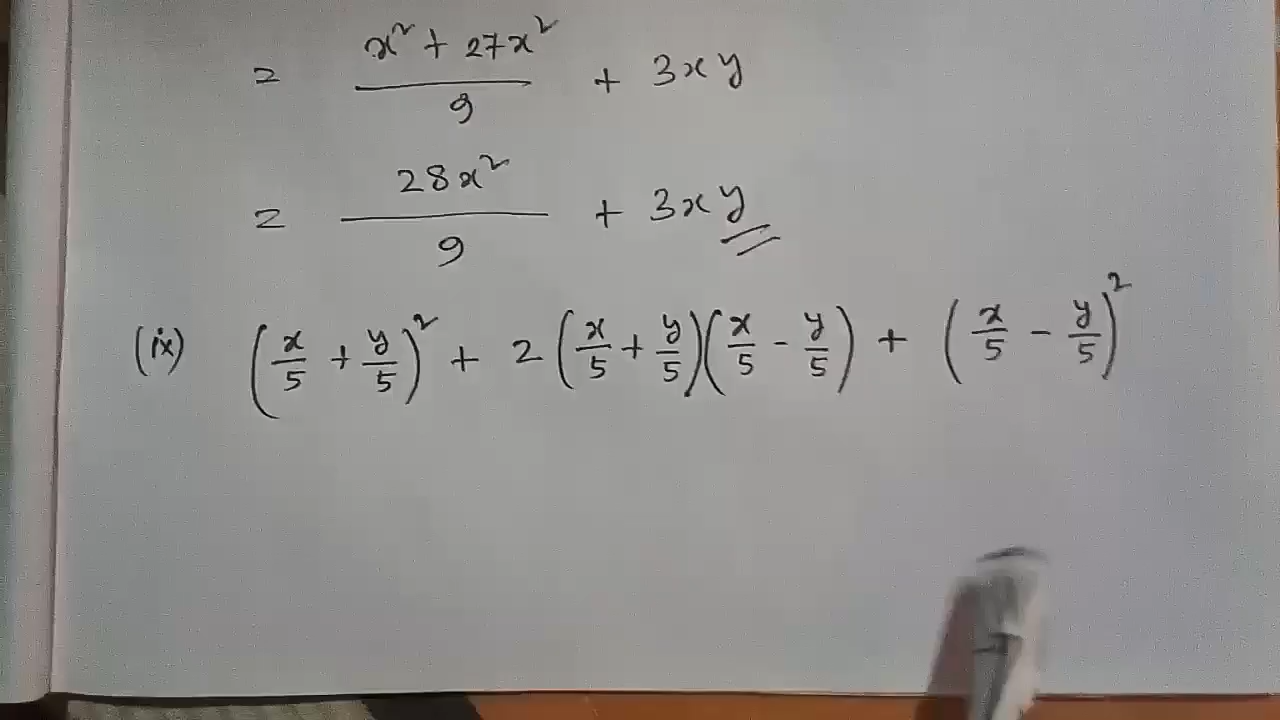 = (x² + 27x²)/9 + 3xy
= 28x²/9 + 3xy
(ix) (x/5 + y/5)² + 2(x/5 + y/5)(x/5 - y/5) + (x/5 - y/5)²